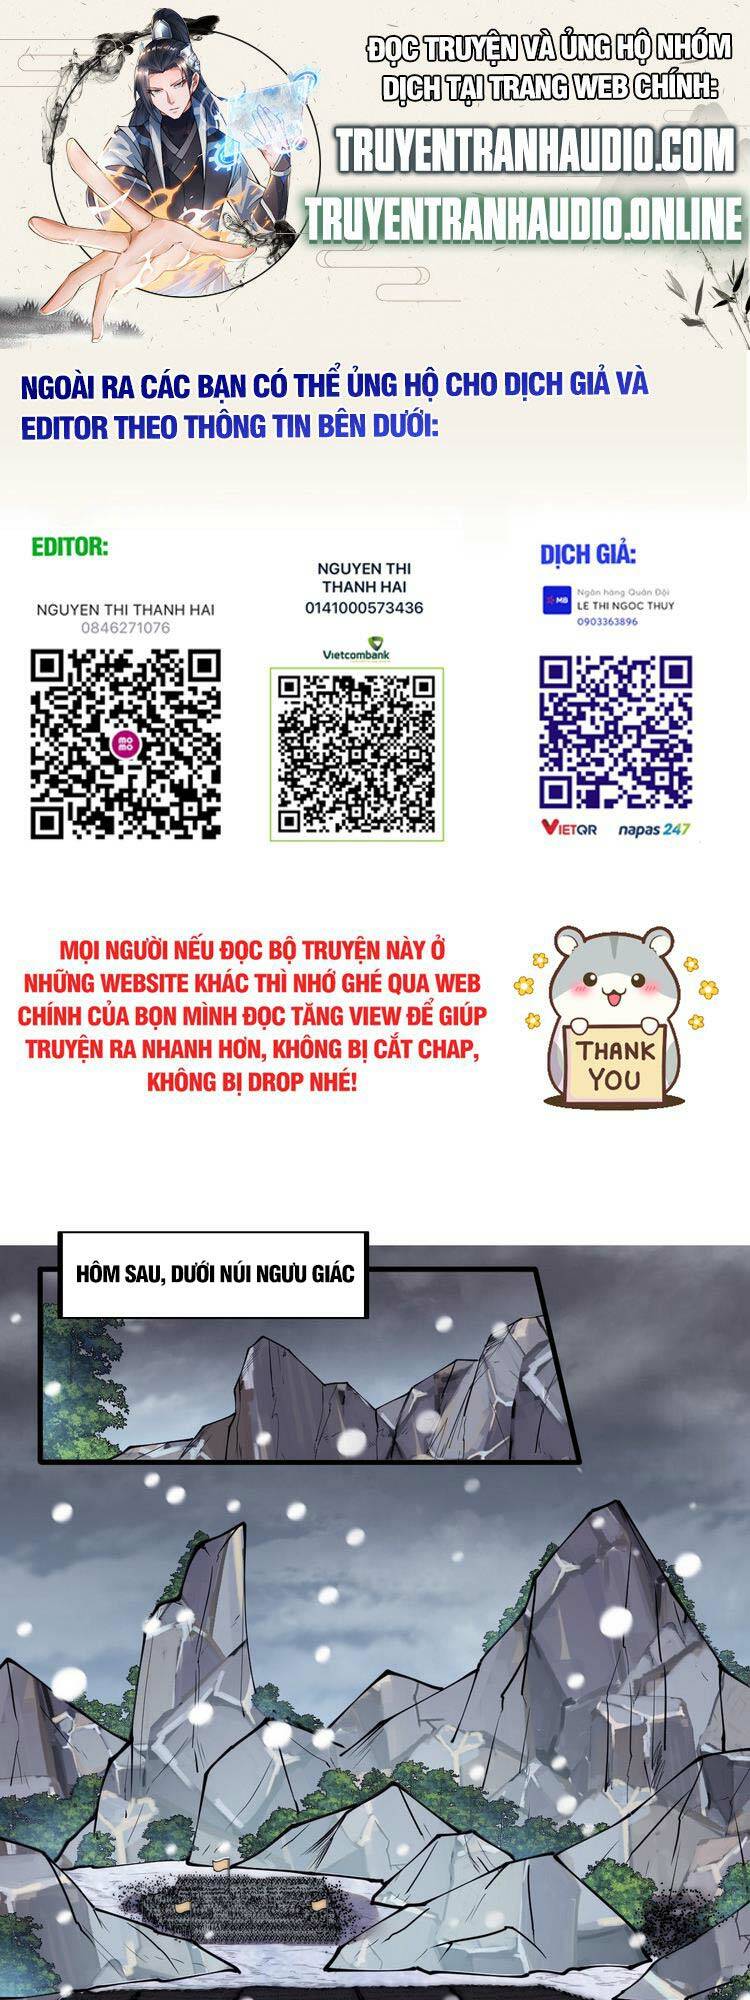 ĐỌC TRUYỆN VÀ ỦNG HỘ NHÓM
DỊCH TẠI TRANG WEB CHÍNH:
TRUYENTRANHAUDIO.COM
TRUYENTRANHAUDIO.ONLINE
NGOÀI RA CÁC BẠN CÓ THỂ ỦNG HỘ CHO DỊCH GIẢ VÀ
EDITOR THEO THÔNG TIN BÊN DƯỚI:
EDITOR:
NGUYEN THI THANH HAI
0846271076
mo
mo
NGUYEN THI
THANH HAI
0141000573436
Vietcombank
DỊCH GIẢ:
MB
Ngân hàng Quân Đội
LE THI NGOC THUY
0903363896
VIETQR napas 247
MỌI NGƯỜI NẾU ĐỌC BỘ TRUYỆN NÀY Ở
NHỮNG WEBSITE KHÁC THÌ NHỚ GHÉ QUA WEB
CHÍNH CỦA BỌN MÌNH ĐỌC TĂNG VIEW ĐỂ GIÚP
TRUYỆN RA NHANH HƠN, KHÔNG BỊ CẮT CHAP,
KHÔNG BỊ DROP NHÉ!
THANK
YOU
HÔM SAU, DƯỚI NÚI NGƯU GIÁC